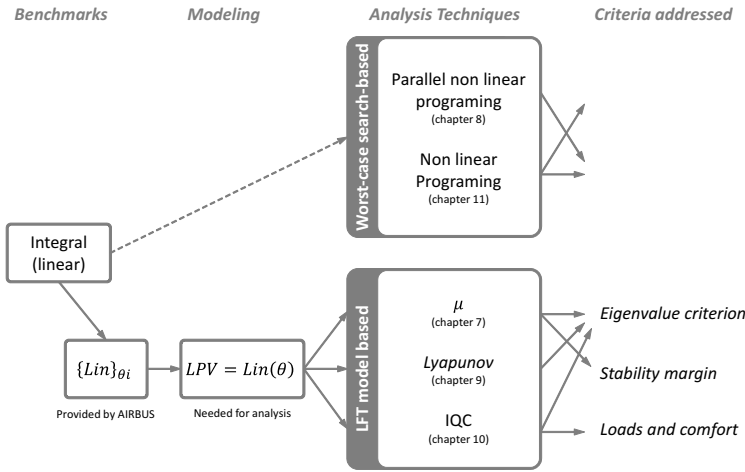 Benchmarks
Modeling
Analysis Techniques
Criteria addressed
Worst-case search-based
Parallel non linear
programing
(chapter 8)
Non linear
Programing
(chapter 11)
Integral
(linear)
{Lin}θi
Provided by AIRBUS
LPV = Lin(θ)
Needed for analysis
LFT model based
μ
(chapter 7)
Lyapunov
(chapter 9)
IQC
(chapter 10)
Eigenvalue criterion
Stability margin
Loads and comfort